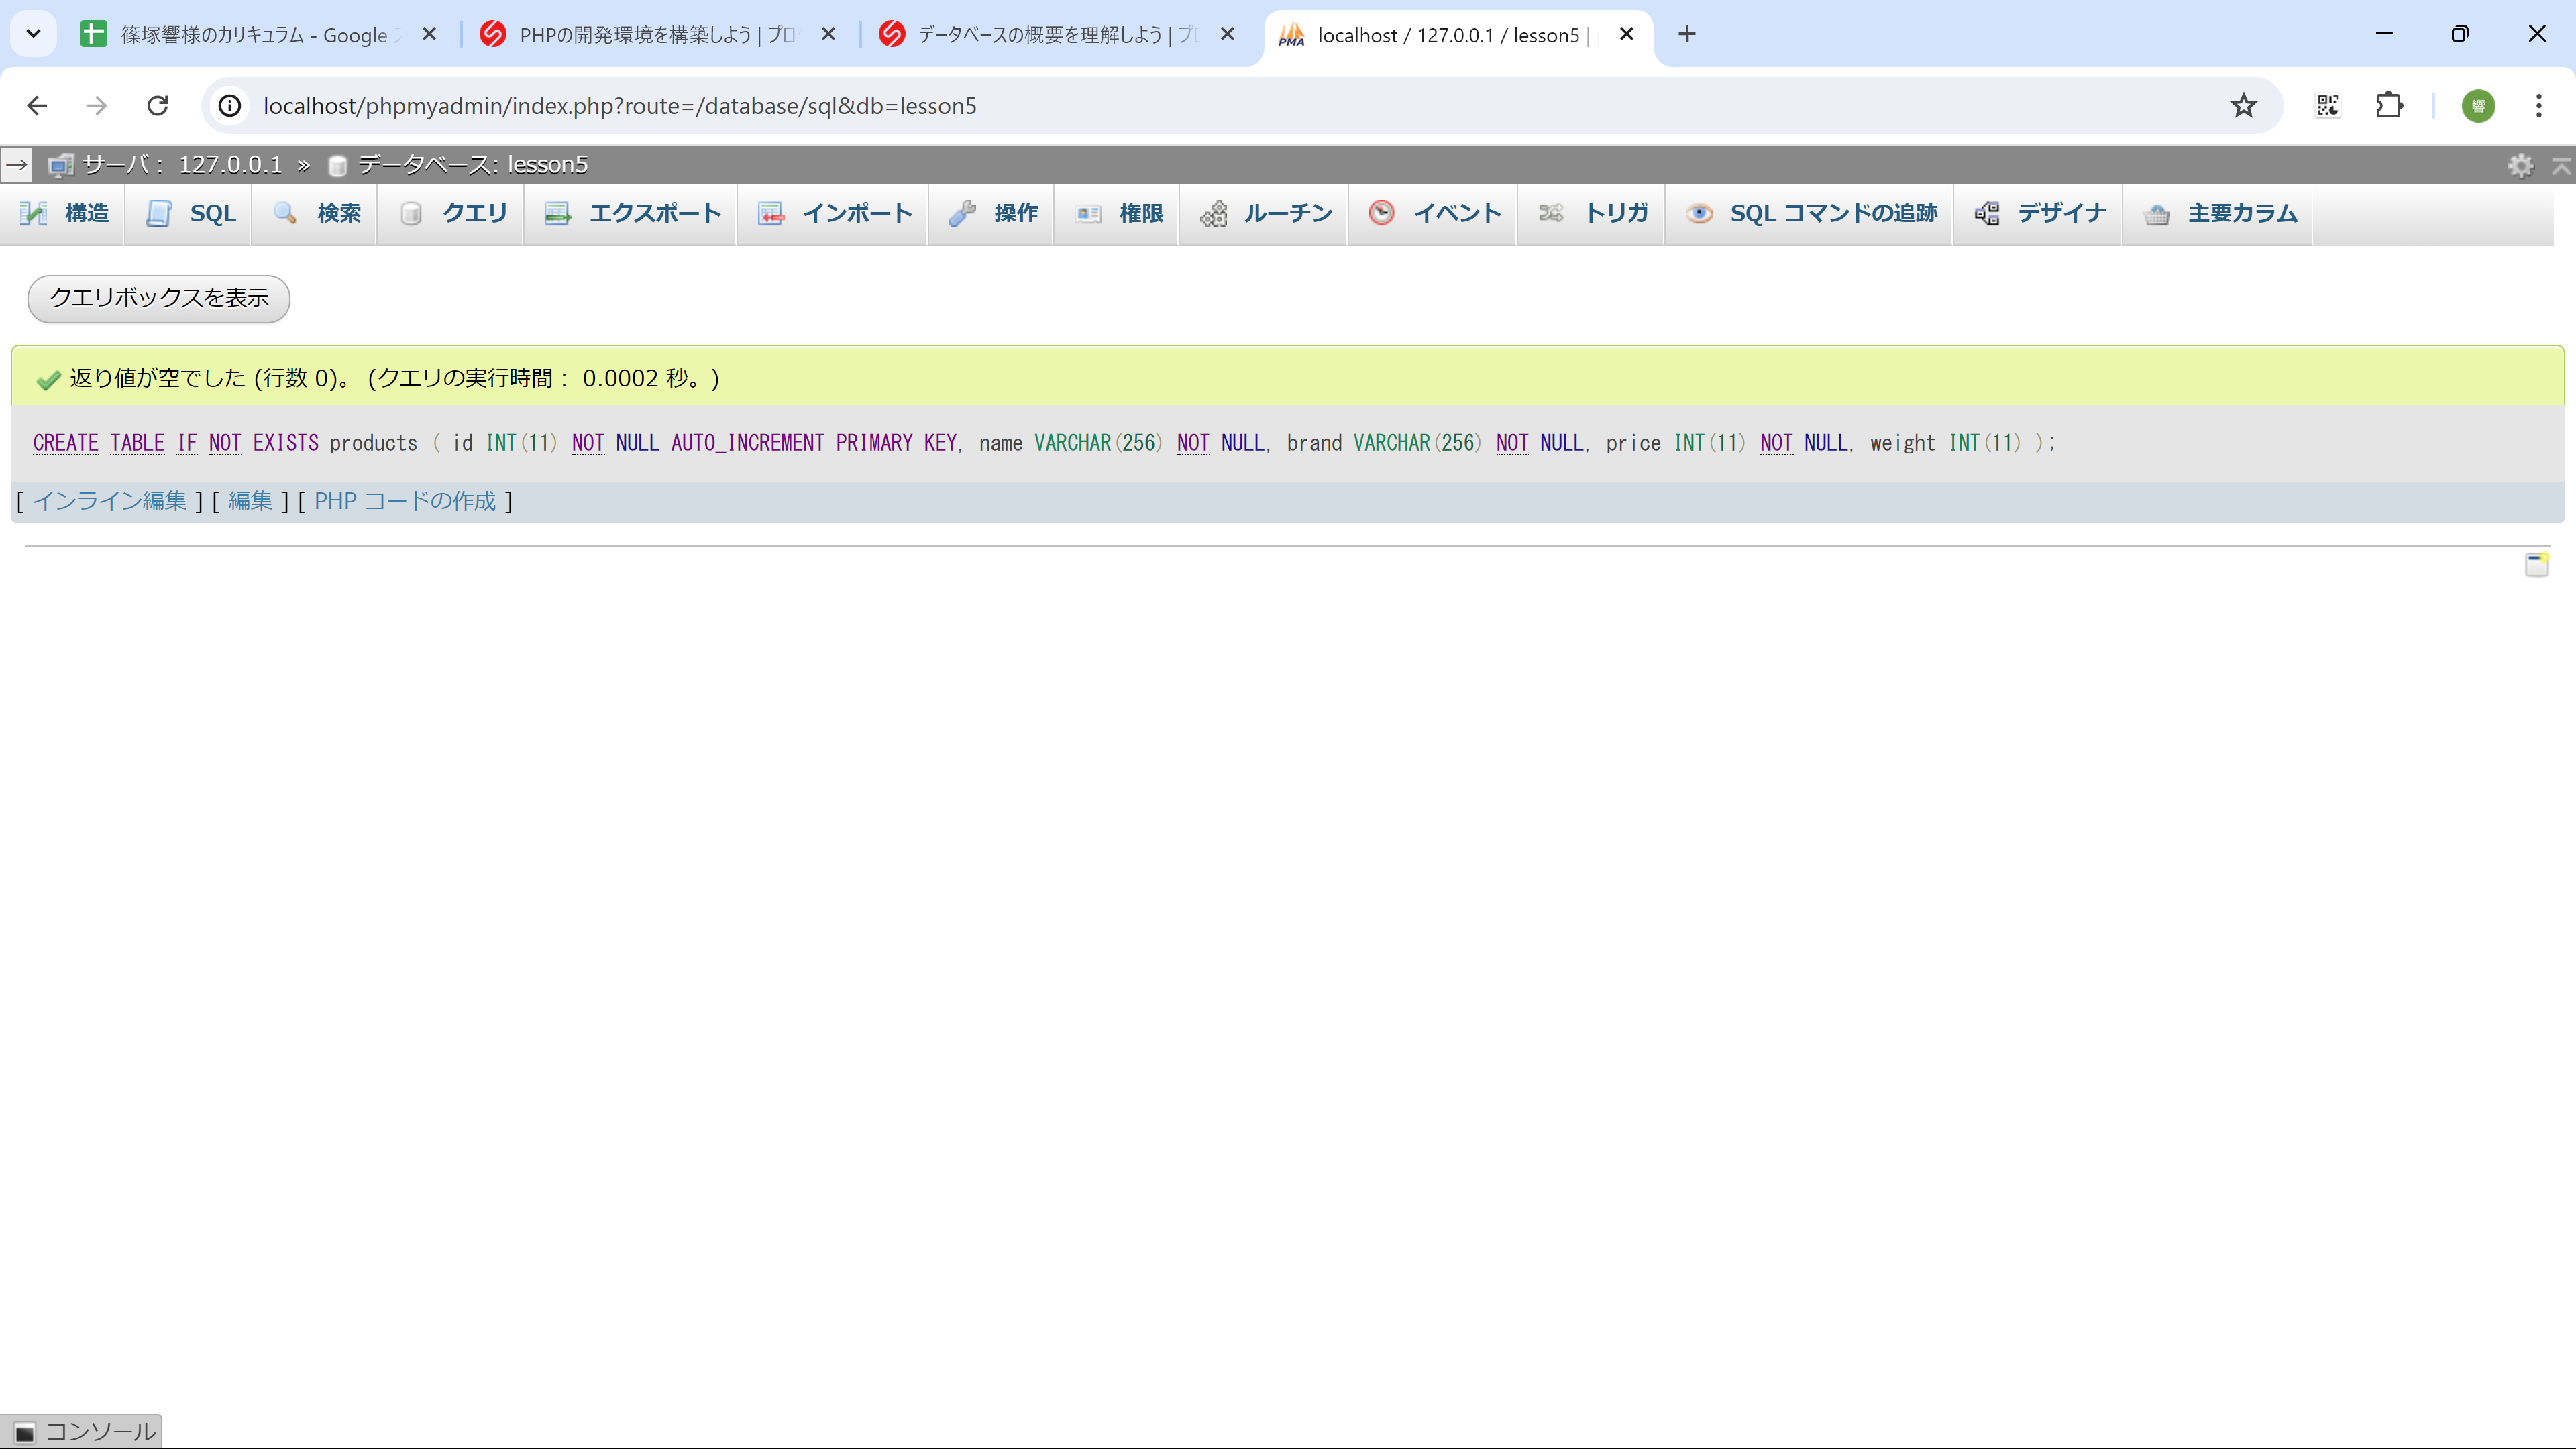 篠塚響様のカリキュラム - Google
PHPの開発環境を構築しよう | プロ
データベースの概要を理解しよう | プ
localhost / 127.0.0.1 / lesson5 |
localhost/phpmyadmin/index.php?route=/database/sql&db=lesson5
響
サーバ： 127.0.0.1 » データベース: lesson5
構造 SQL 検索 クエリ エクスポート インポート 操作 権限 ルーチン イベント トリガ SQL コマンドの追跡 デザイナ 主要カラム
クエリボックスを表示
返り値が空でした (行数 0)。 (クエリの実行時間： 0.0002 秒。)
CREATE TABLE IF NOT EXISTS products ( id INT(11) NOT NULL AUTO_INCREMENT PRIMARY KEY, name VARCHAR(256) NOT NULL, brand VARCHAR(256) NOT NULL, price INT(11) NOT NULL, weight INT(11) );
[ インライン編集 ] [ 編集 ] [ PHP コードの作成 ]
コンソール